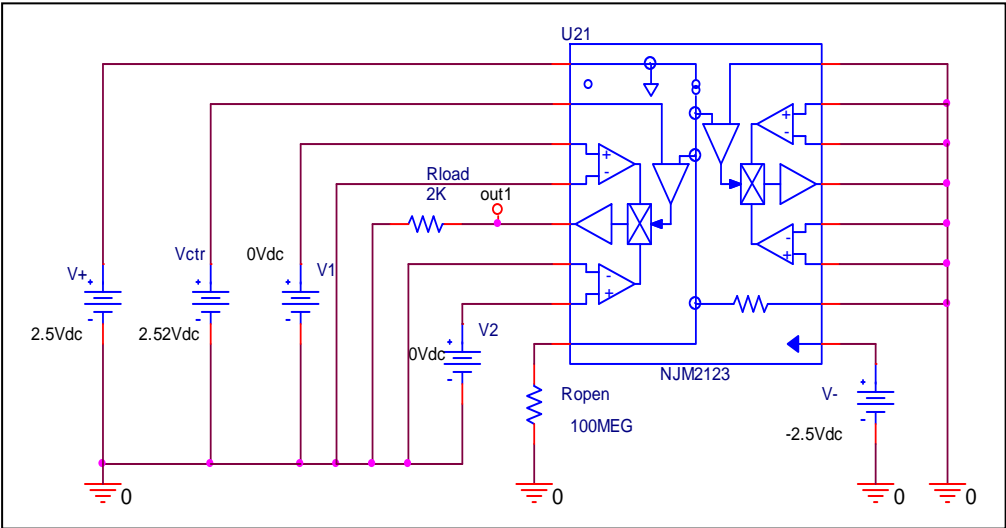 U21
Rload
2K
out1
V+
2.5Vdc
Vctr
2.52Vdc
0Vdc
V1
V2
0Vdc
NJM2123
Ropen
100MEG
V-
-2.5Vdc
0
0
0
0